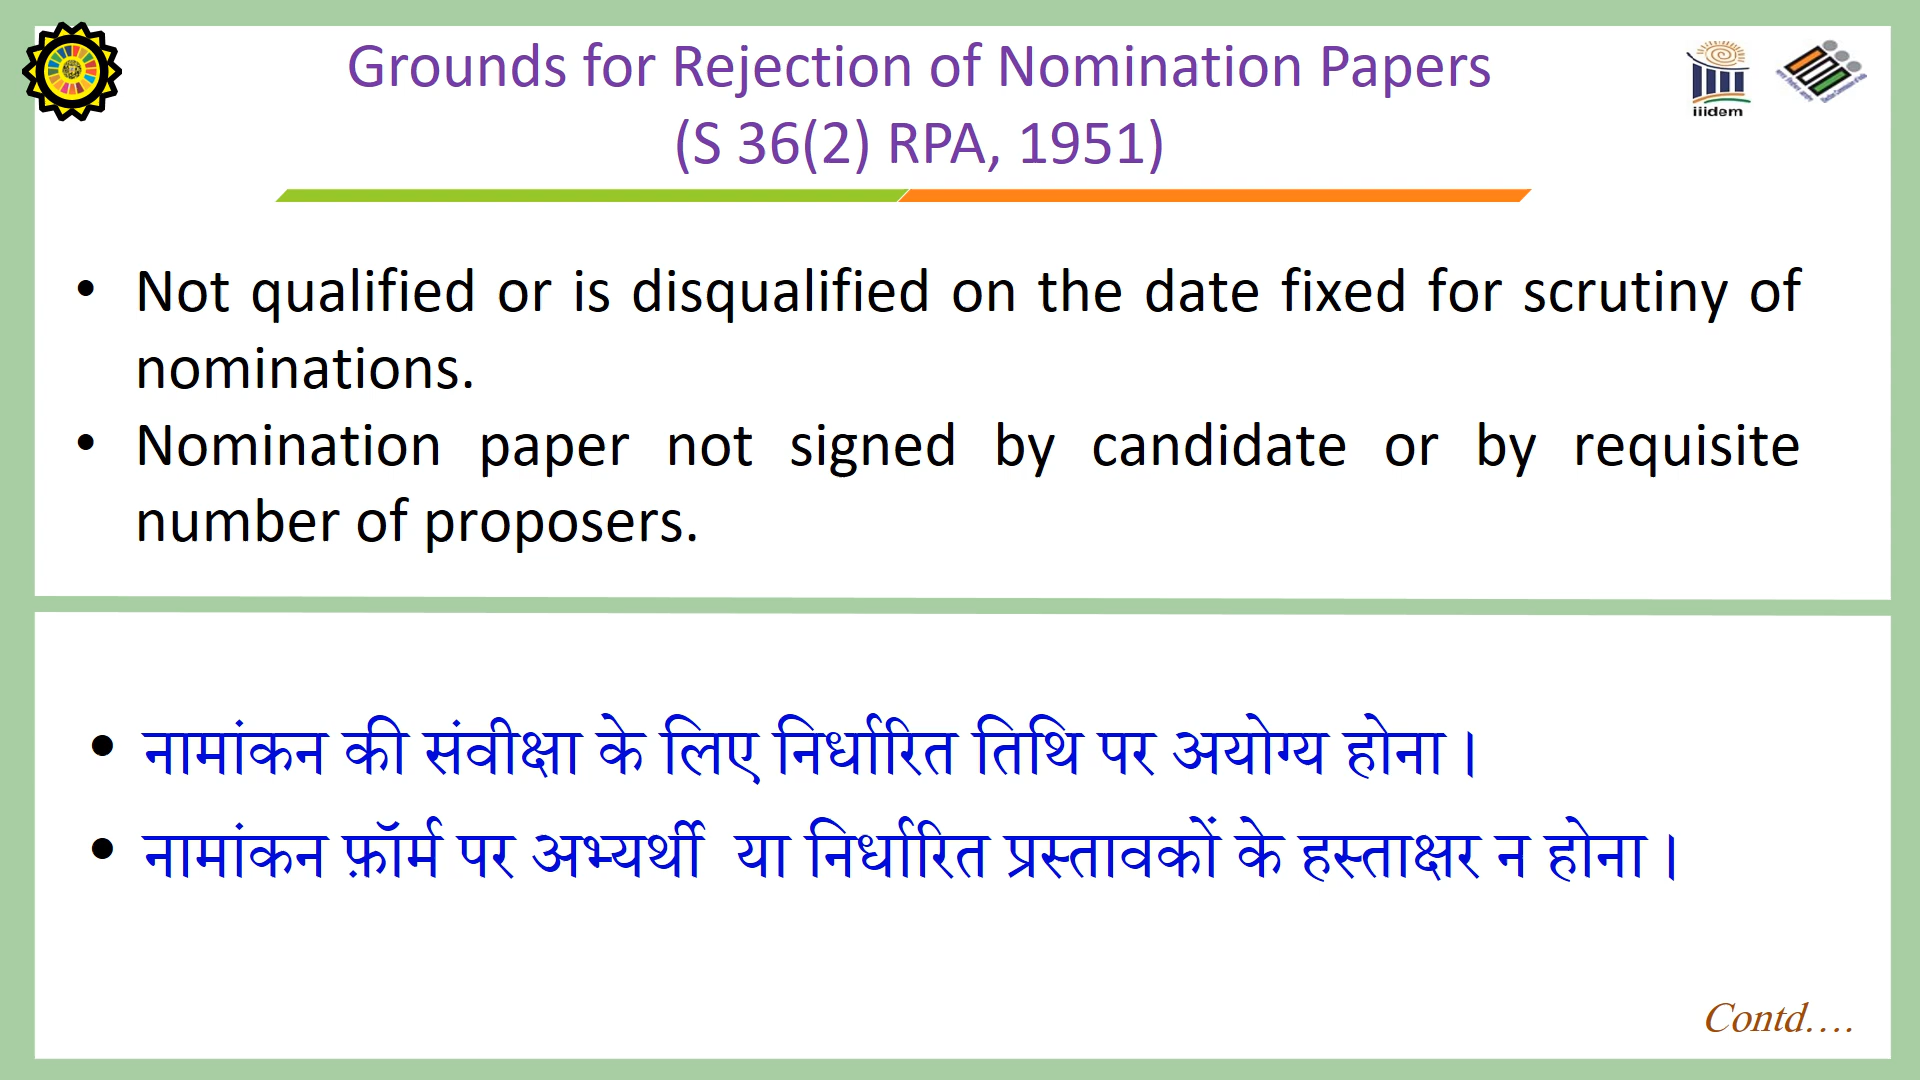 Grounds for Rejection of Nomination Papers
(S 36(2) RPA, 1951)
iiidem
• Not qualified or is disqualified on the date fixed for scrutiny of
nominations.
• Nomination paper not signed by candidate or by requisite
number of proposers.
• नामांकन की संवीक्षा के लिए निर्धारित तिथि पर अयोग्य होना।
• नामांकन फ़ॉर्म पर अभ्यर्थी या निर्धारित प्रस्तावकों के हस्ताक्षर न होना।
Contd....